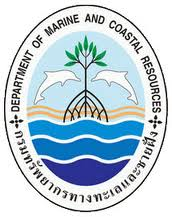 DEPARTMENT OF MARINE AND COASTAL RESOURCES
กรมทรัพยากรทางทะเลและชายฝั่ง